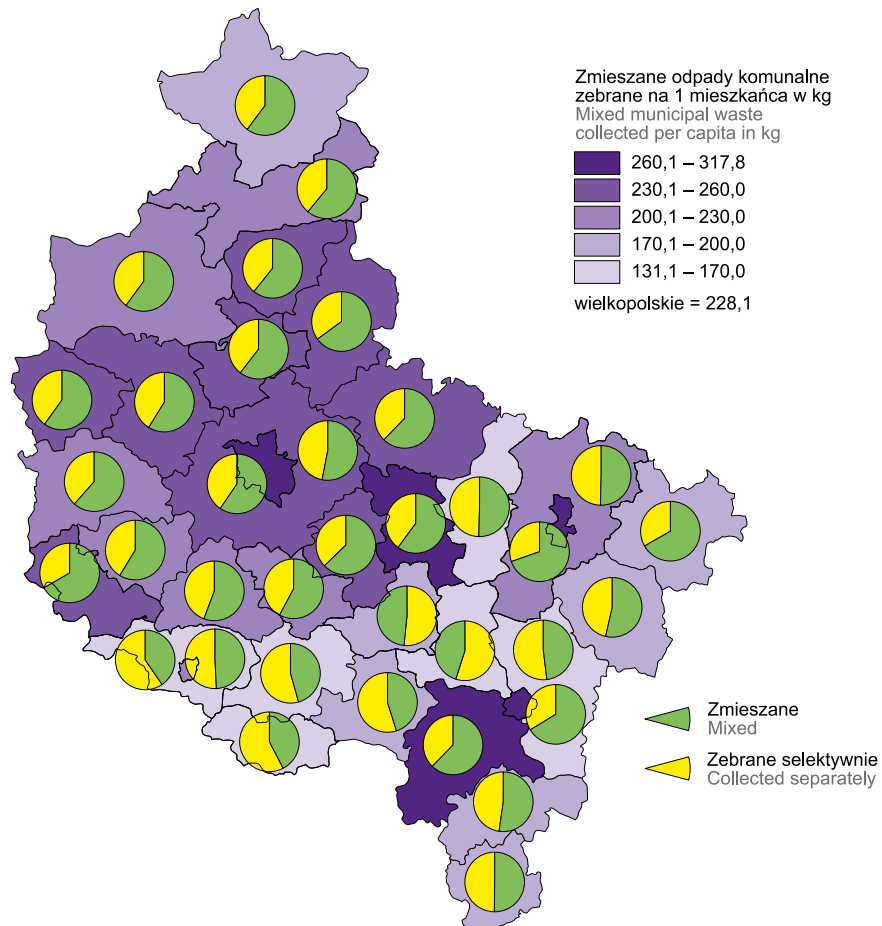 Zmieszane odpady komunalne
zebrane na 1 mieszkańca w kg
Mixed municipal waste
collected per capita in kg
260,1 – 317,8
230,1 – 260,0
200,1 – 230,0
170,1 – 200,0
131,1 – 170,0
wielkopolskie = 228,1
Zmieszane
Mixed
Zebrane selektywnie
Collected separately